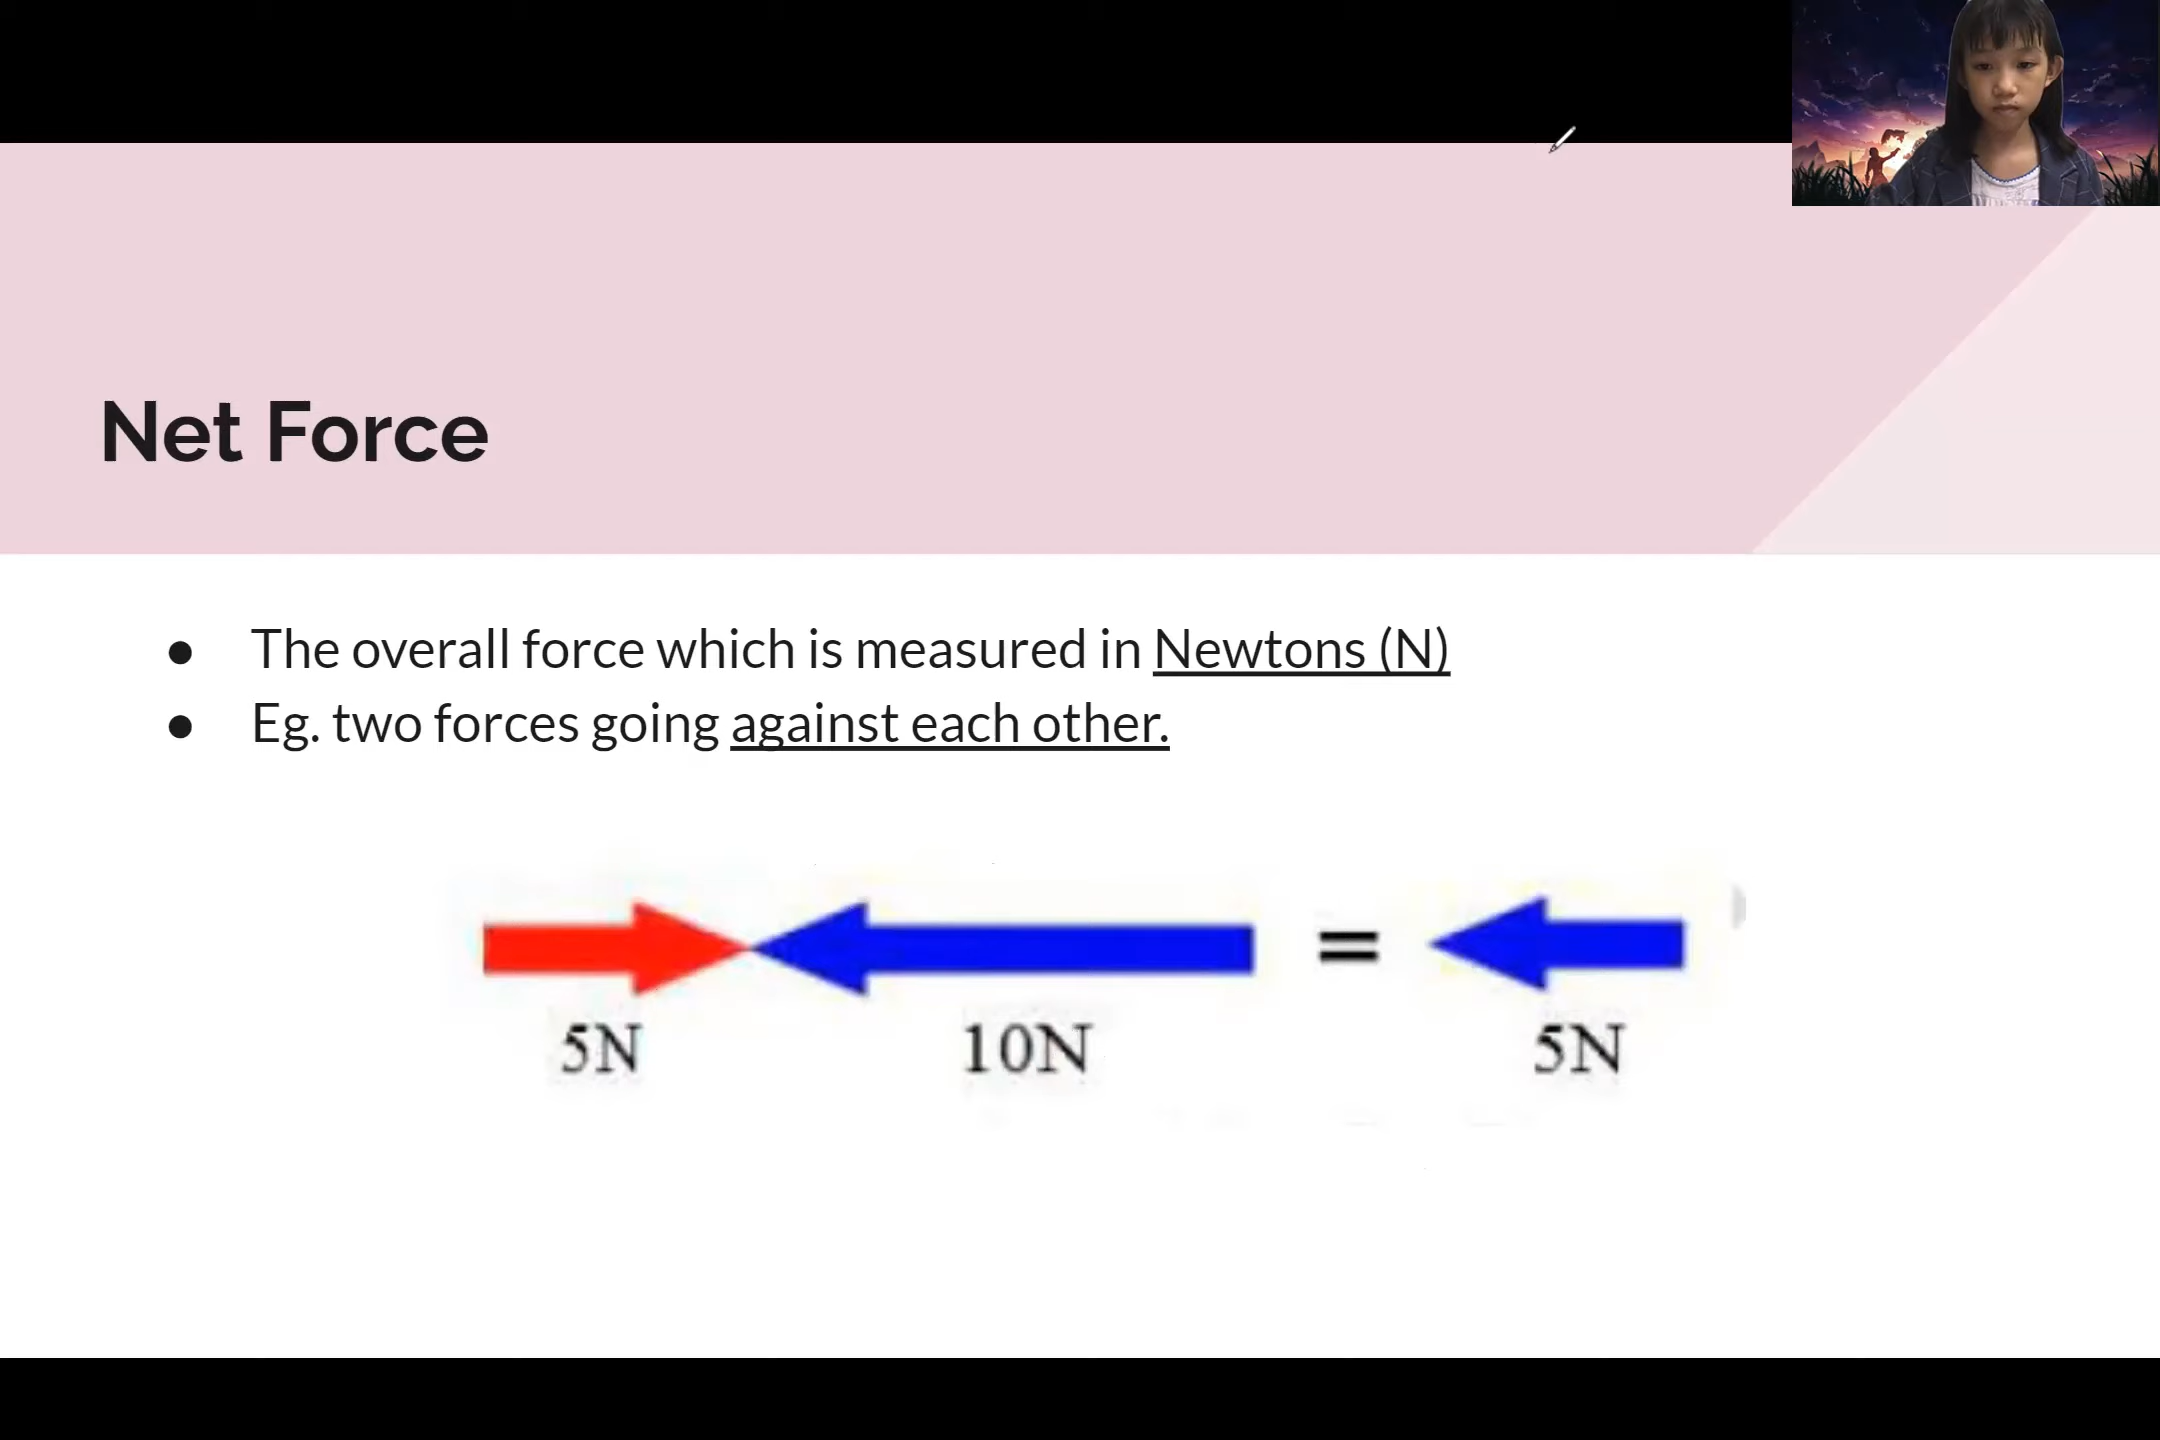 Net Force
● The overall force which is measured in Newtons (N)
● Eg. two forces going against each other.
=
5N 10N 5N